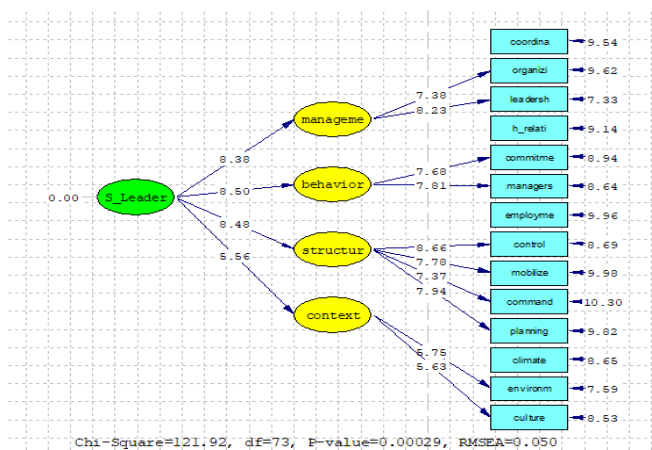 coordina 9.54
organizi 9.62
7.38
leadersh 7.33
8.23
manageme
h_relati 9.14
8.38
commitme 8.94
7.68
behavior 7.81 managers 8.64
8.50
0.00 S_Leader
employme 9.96
8.48
8.66 control 8.69
structur 7.78
mobilize 9.98
7.37
7.94 command 10.30
5.56
context planning 9.82
5.75 climate 8.65
5.63
environm 7.59
culture 8.53
Chi-Square=121.92, df=73, P-value=0.00029, RMSEA=0.050